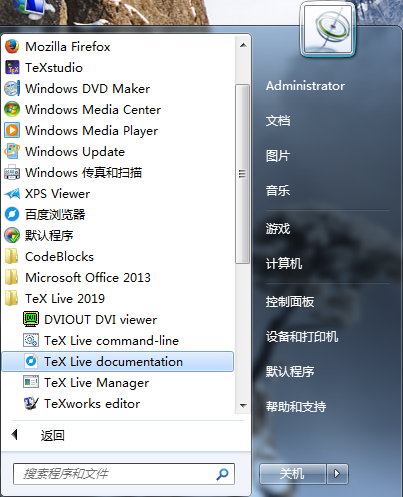 Mozilla Firefox
TeXstudio
Windows DVD Maker
Windows Media Center
Windows Media Player
Windows Update
Windows 传真和扫描
XPS Viewer
百度浏览器
默认程序
CodeBlocks
Microsoft Office 2013
TeX Live 2019
DVIOUT DVI viewer
TeX Live command-line
TeX Live documentation
TeX Live Manager
TeXworks editor
返回
搜索程序和文件
Administrator
文档
图片
音乐
游戏
计算机
控制面板
设备和打印机
默认程序
帮助和支持
关机